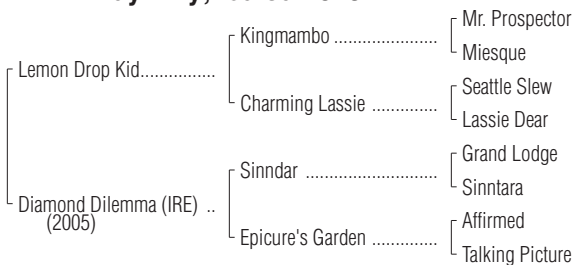 Mr. Prospector
Kingmambo ........................
Miesque
Lemon Drop Kid................
Seattle Slew
Charming Lassie ...............
Lassie Dear
Grand Lodge
Sinndar ..............................
Sinntara
Diamond Dilemma (IRE) ..
(2005)
Affirmed
Epicure's Garden ...............
Talking Picture